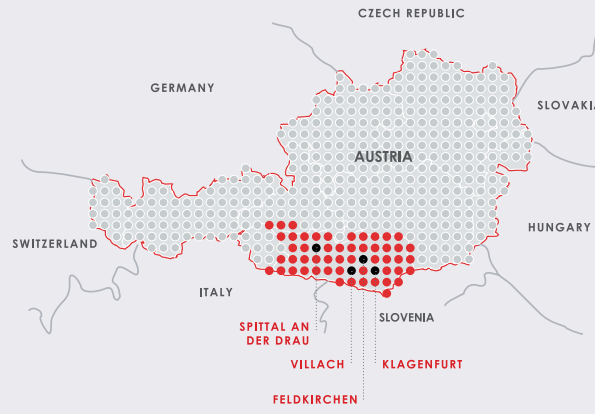 CZECH REPUBLIC
GERMANY
SLOVAKIA
AUSTRIA
HUNGARY
SWITZERLAND
ITALY
SLOVENIA
SPITTAL AN
DER DRAU
VILLACH
KLAGENFURT
FELDKIRCHEN